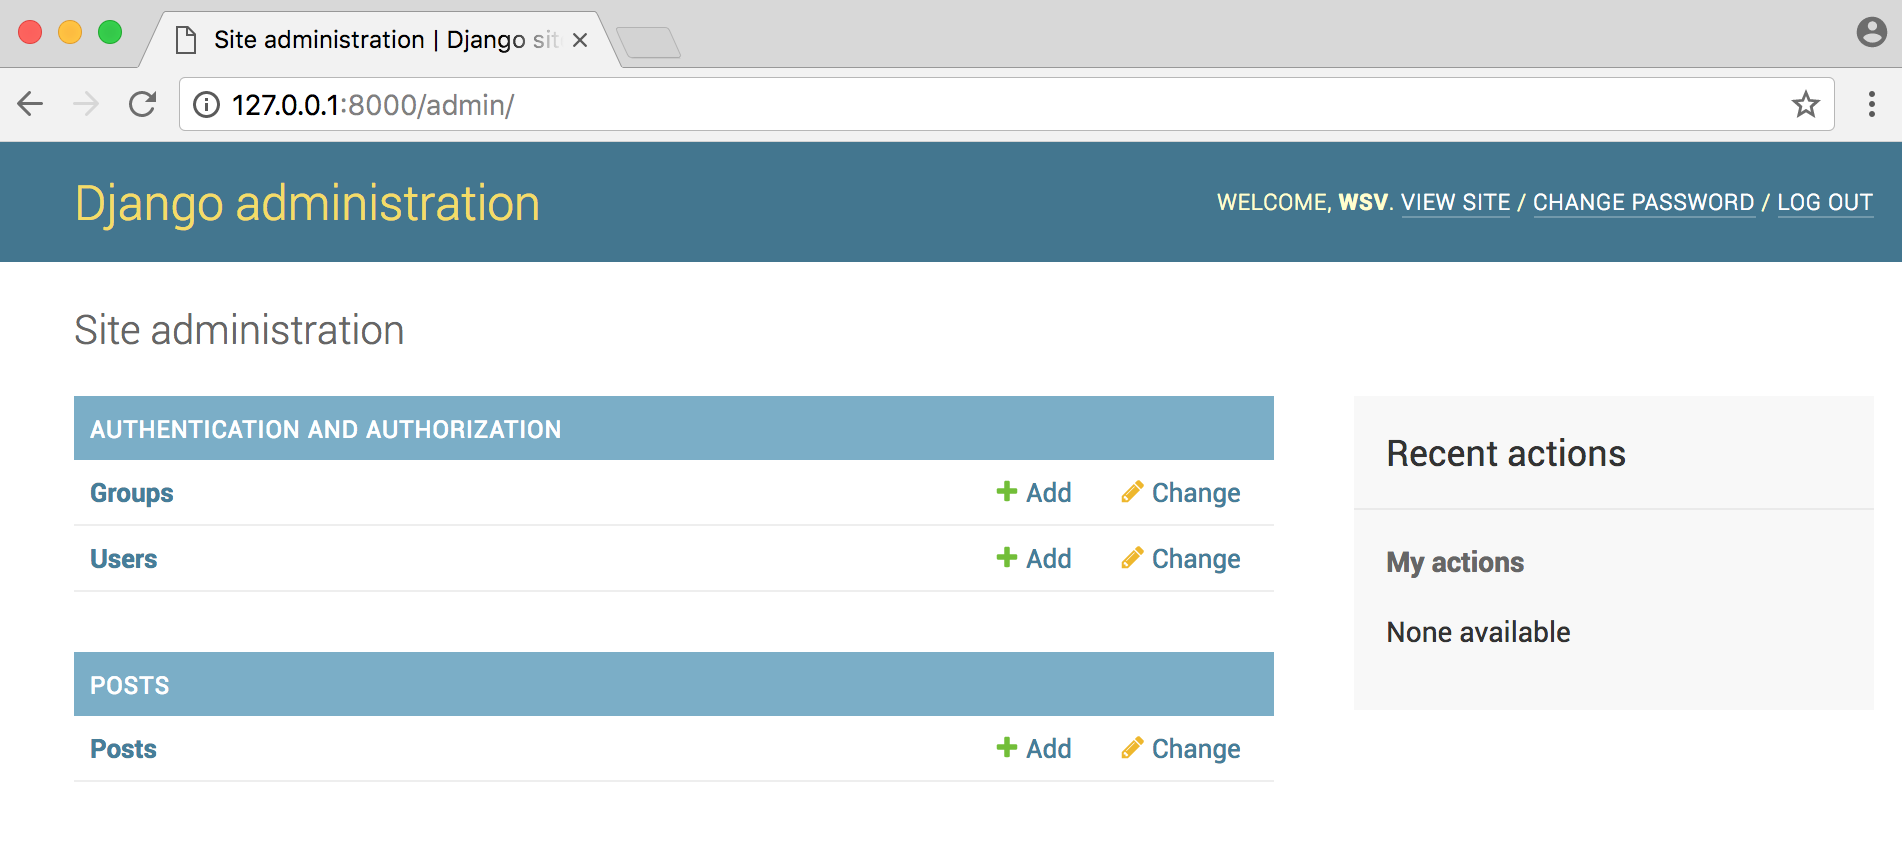 Site administration | Django sit
127.0.0.1:8000/admin/
Django administration
WELCOME, WSV. VIEW SITE / CHANGE PASSWORD / LOG OUT
Site administration
AUTHENTICATION AND AUTHORIZATION
Groups Add Change
Users Add Change
POSTS
Posts Add Change
Recent actions
My actions
None available